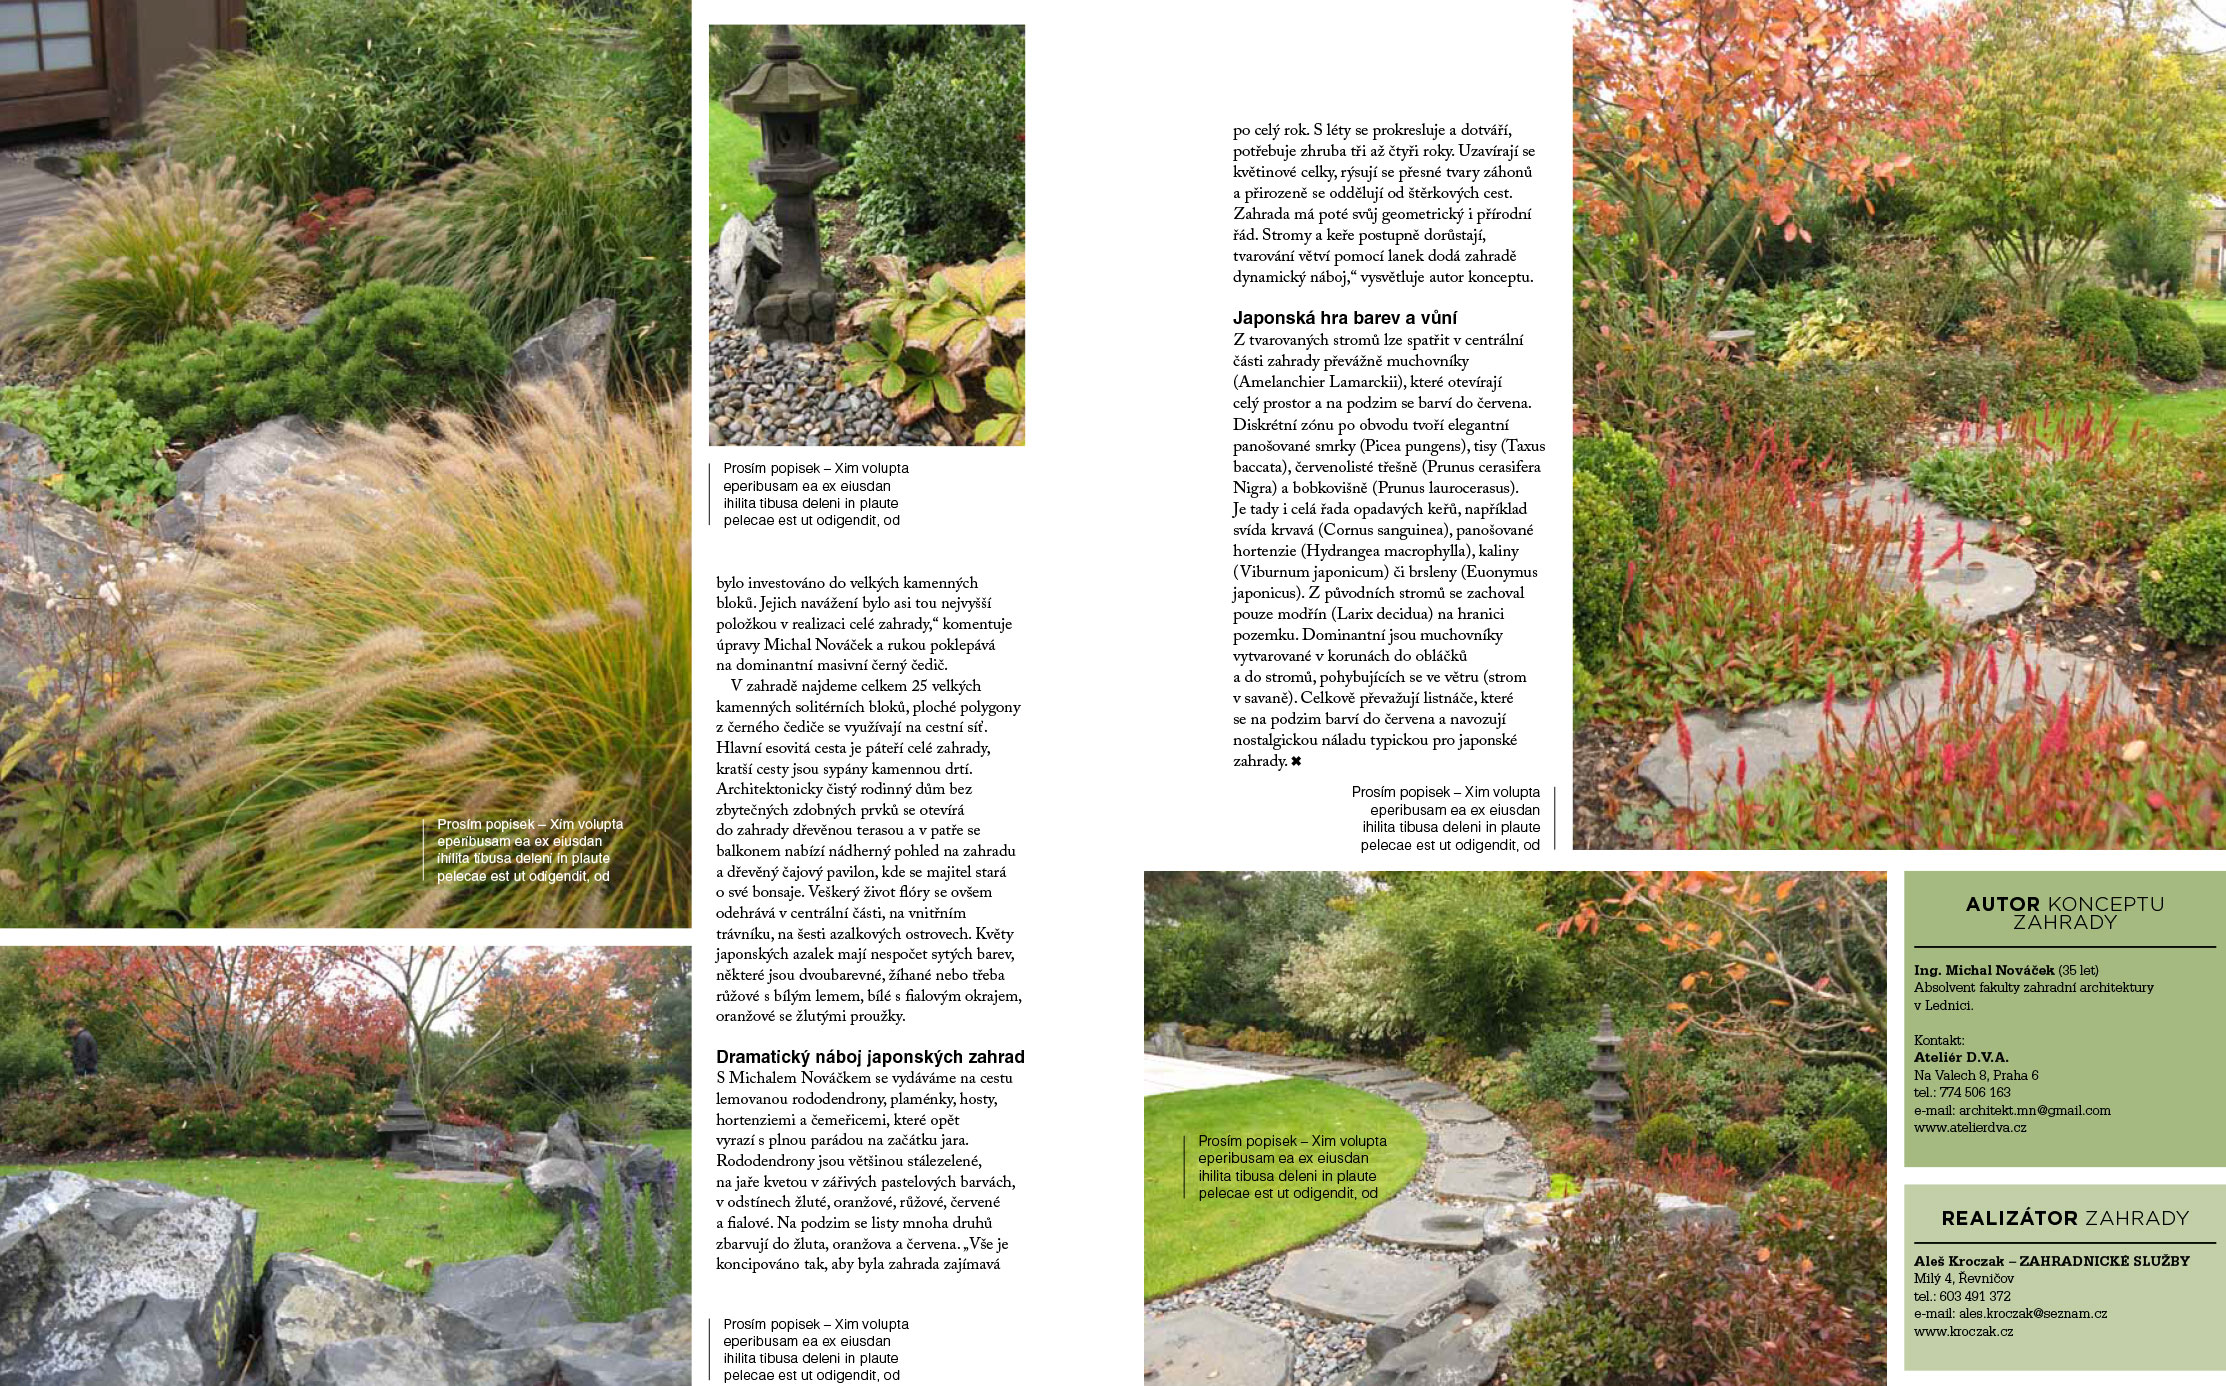 Prosím popisek – Xim volupta
eperibusam ea ex eiusdan
ihilita tibusa deleni in plaute
pelecae est ut odigendit, od
Prosím popisek – Xim volupta
eperibusam ea ex eiusdan
ihilita tibusa deleni in plaute
pelecae est ut odigendit, od
bylo investováno do velkých kamenných
bloků. Jejich navážení bylo asi tou nejvyšší
položkou v realizaci celé zahrady,“ komentuje
úpravy Michal Nováček a rukou poklepává
na dominantní masivní černý čedič.
V zahradě najdeme celkem 25 velkých
kamenných solitérních bloků, ploché polygony
z černého čediče se využívají na cestní síť.
Hlavní esovitá cesta je páteří celé zahrady,
kratší cesty jsou sypány kamennou drtí.
Architektonicky čistý rodinný dům bez
zbytečných zdobných prvků se otevírá
do zahrady dřevěnou terasou a v patře se
balkonem nabízí nádherný pohled na zahradu
a dřevěný čajový pavilon, kde se majitel stará
o své bonsaje. Veškerý život flóry se ovšem
odehrává v centrální části, na vnitřním
trávníku, na šesti azalkových ostrovech. Květy
japonských azalek mají nespočet sytých barev,
některé jsou dvoubarevné, žíhané nebo třeba
růžové s bílým lemem, bílé s fialovým okrajem,
oranžové se žlutými proužky.
Dramatický náboj japonských zahrad
S Michalem Nováčkem se vydáváme na cestu
lemovanou rododendrony, plaménky, hosty,
hortenziemi a čemeřicemi, které opět
vyrazí s plnou parádou na začátku jara.
Rododendrony jsou většinou stálezelené,
na jaře kvetou v zářivých pastelových barvách,
v odstínech žluté, oranžové, růžové, červené
a fialové. Na podzim se listy mnoha druhů
zbarvují do žluta, oranžova a červena. „Vše je
koncipováno tak, aby byla zahrada zajímavá
Prosím popisek – Xim volupta
eperibusam ea ex eiusdan
ihilita tibusa deleni in plaute
pelecae est ut odigendit, od
po celý rok. S léty se prokresluje a dotváří,
potřebuje zhruba tři až čtyři roky. Uzavírají se
květinové celky, rýsují se přesné tvary záhonů
a přirozeně se oddělují od štěrkových cest.
Zahrada má poté svůj geometrický i přírodní
řád. Stromy a keře postupně dorůstají,
tvarování větví pomocí lanek dodá zahradě
dynamický náboj,“ vysvětluje autor konceptu.
Japonská hra barev a vůní
Z tvarovaných stromů lze spatřit v centrální
části zahrady převážně muchovníky
(Amelanchier Lamarckii), které otevírají
celý prostor a na podzim se barví do červena.
Diskrétní zónu po obvodu tvoří elegantní
panošované smrky (Picea pungens), tisy (Taxus
baccata), červenolisté třešně (Prunus cerasifera
Nigra) a bobkovišně (Prunus laurocerasus).
Je tady i celá řada opadavých keřů, například
svída krvavá (Cornus sanguinea), panošované
hortenzie (Hydrangea macrophylla), kaliny
(Viburnum japonicum) či brsleny (Euonymus
japonicus). Z původních stromů se zachoval
pouze modřín (Larix decidua) na hranici
pozemku. Dominantní jsou muchovníky
vytvarované v korunách do obláčků
a do stromů, pohybujících se ve větru (strom
v savaně). Celkově převažují listnáče, které
se na podzim barví do červena a navozují
nostalgickou náladu typickou pro japonské
zahrady. ✖
Prosím popisek – Xim volupta
eperibusam ea ex eiusdan
ihilita tibusa deleni in plaute
pelecae est ut odigendit, od
Prosím popisek – Xim volupta
eperibusam ea ex eiusdan
ihilita tibusa deleni in plaute
pelecae est ut odigendit, od
AUTOR KONCEPTU
ZAHRADY
Ing. Michal Nováček (35 let)
Absolvent fakulty zahradní architektury
v Lednici.
Kontakt:
Ateliér D.V.A.
Na Valech 8, Praha 6
tel.: 774 506 163
e-mail: architekt.mn@gmail.com
www.atelierdva.cz
REALIZÁTOR ZAHRADY
Aleš Kroczak – ZAHRADNICKÉ SLUŽBY
Milý 4, Řevničov
tel.: 603 491 372
e-mail: ales.kroczak@seznam.cz
www.kroczak.cz